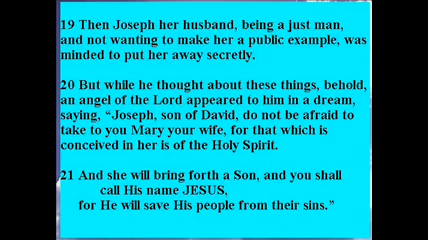 19 Then Joseph her husband, being a just man,
and not wanting to make her a public example, was
minded to put her away secretly.
20 But while he thought about these things, behold,
an angel of the Lord appeared to him in a dream,
saying, “Joseph, son of David, do not be afraid to
take to you Mary your wife, for that which is
conceived in her is of the Holy Spirit.
21 And she will bring forth a Son, and you shall
call His name JESUS,
for He will save His people from their sins.”